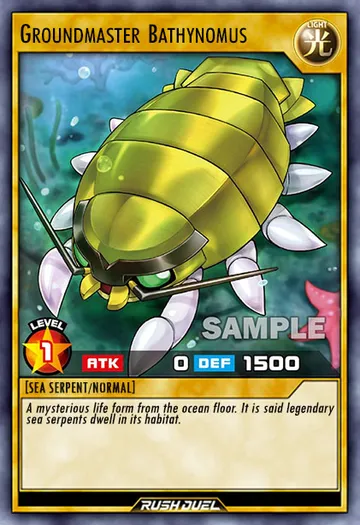 GROUNDMASTER BATHYNOMUS
LIGHT
光
SAMPLE
LEVEL
1
ATK 0 DEF 1500
[SEA SERPENT/NORMAL]
A mysterious life form from the ocean floor. It is said legendary
sea serpents dwell in its habitat.
RUSH DUEL